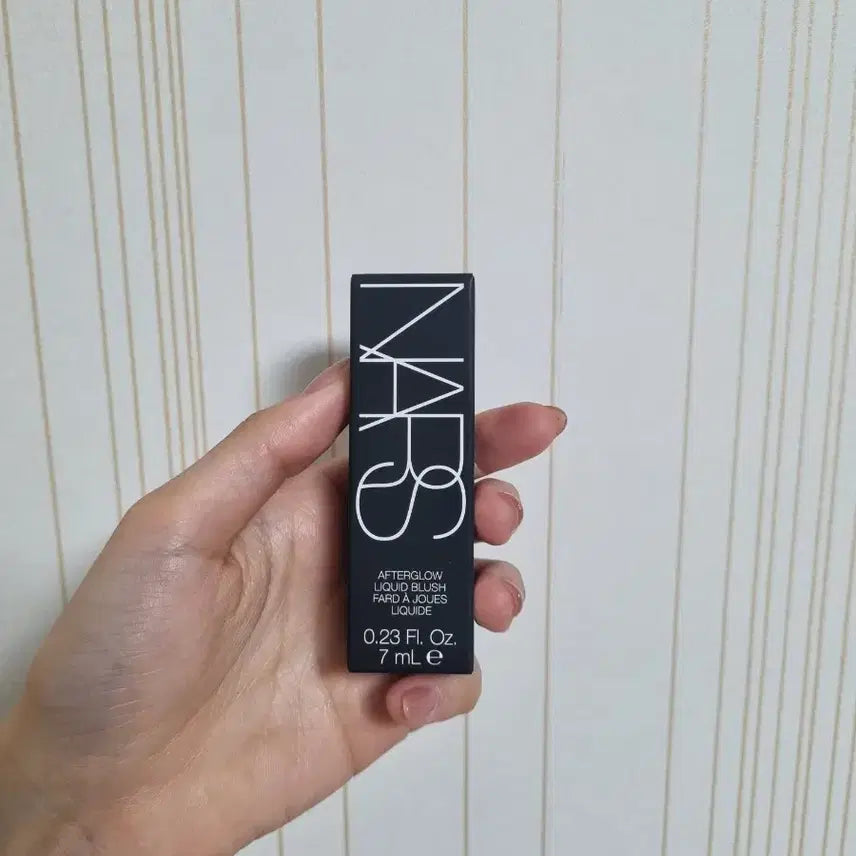 NARS
AFTERGLOW
LIQUID BLUSH
FARD À JOUES
LIQUIDE
0.23 Fl. Oz.
7 mL ℮